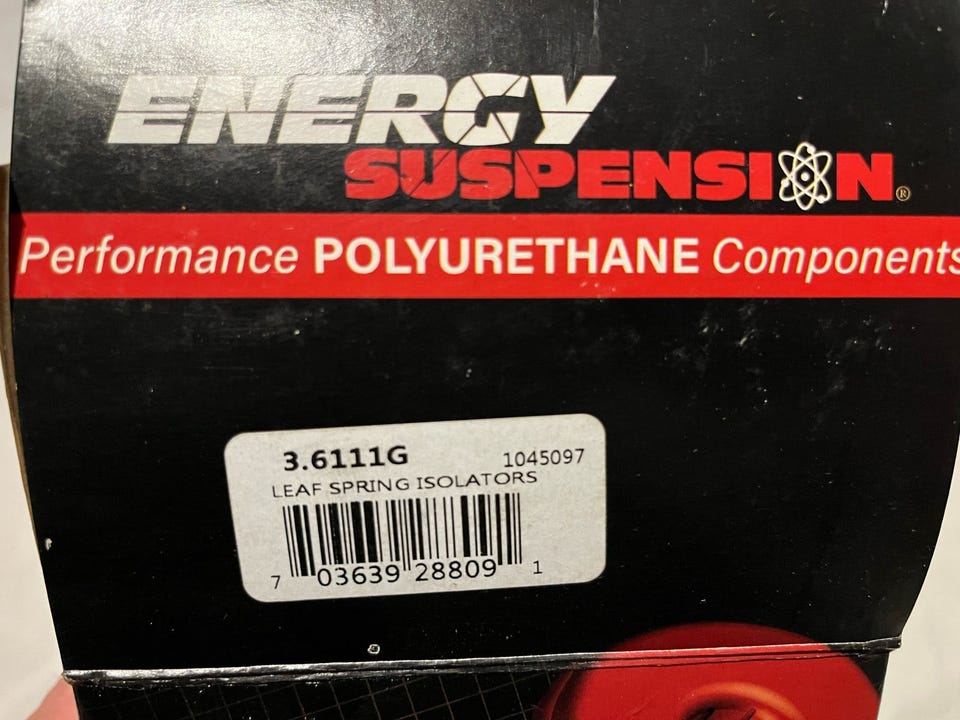 ENERGY
SUSPENSION®
Performance POLYURETHANE Components
3.6111G 1045097
LEAF SPRING ISOLATORS
7 03639 28809 1